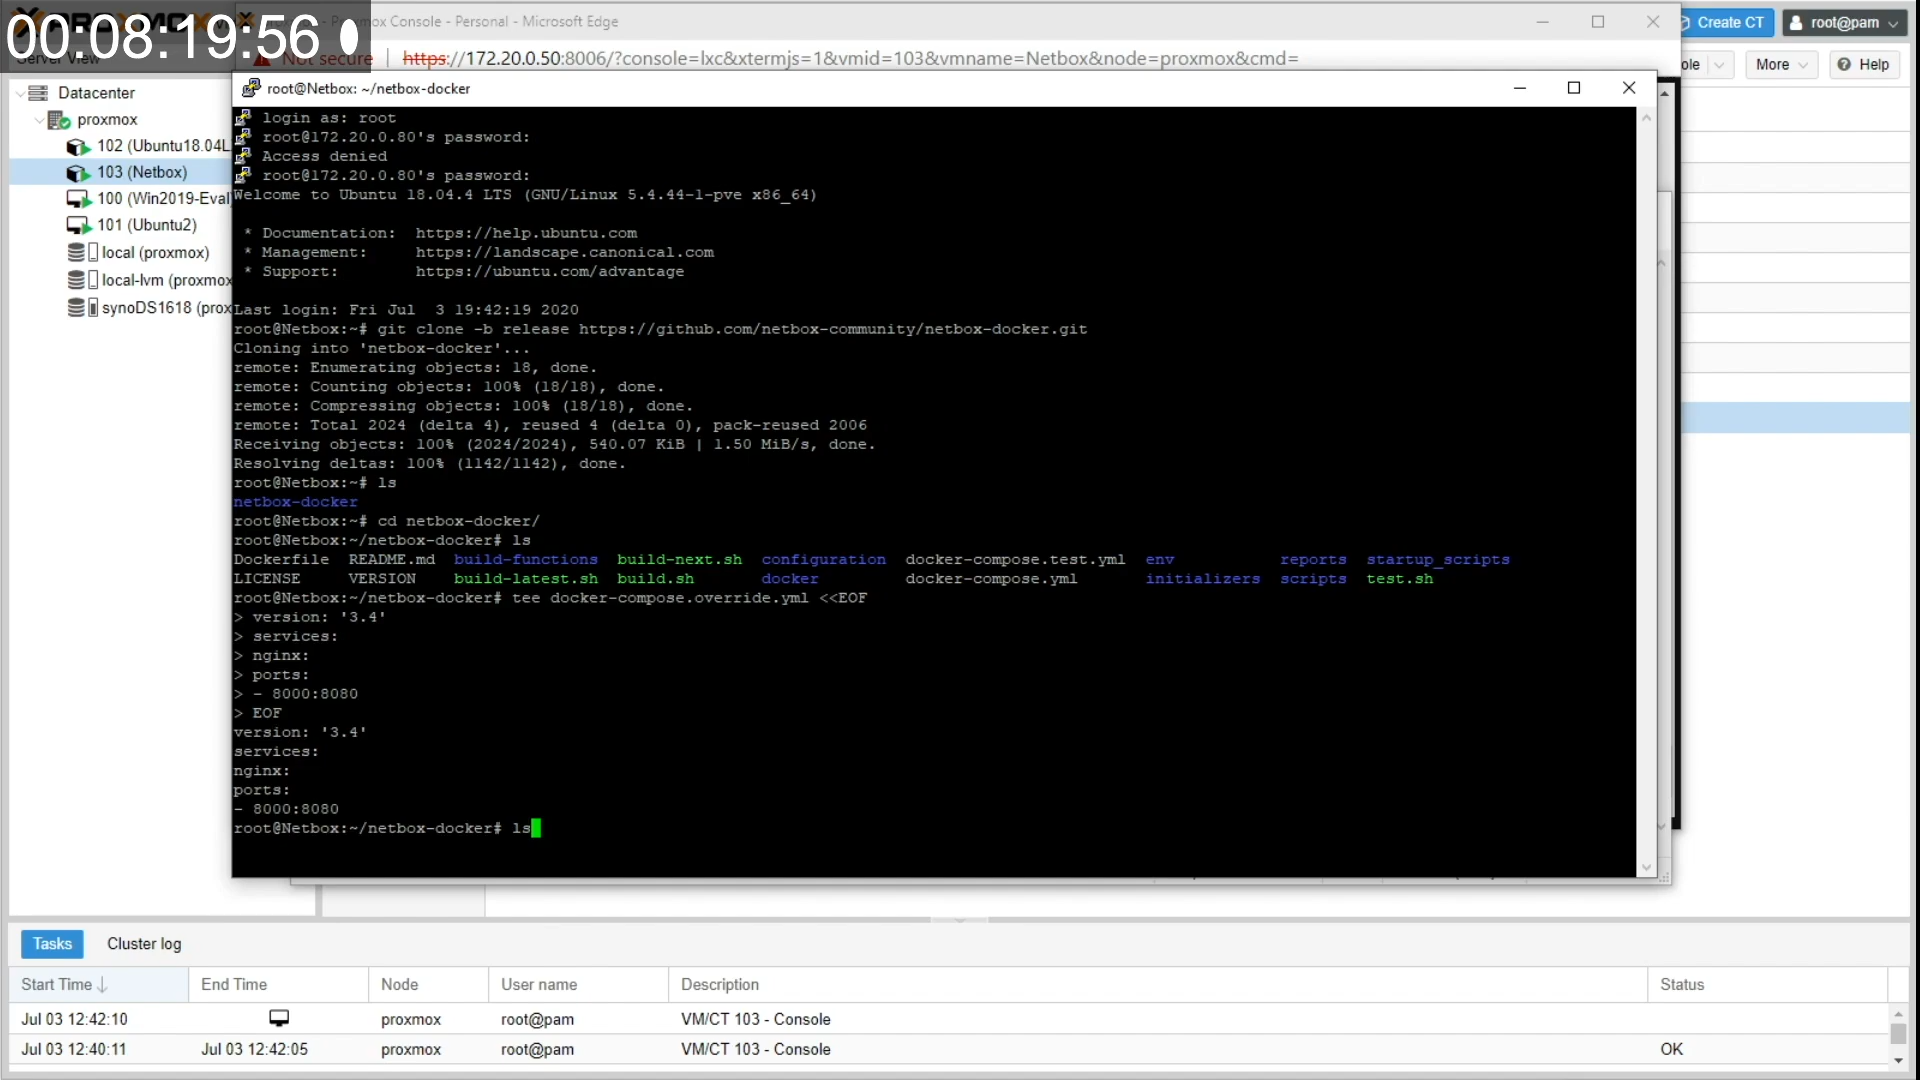 00:08:19:56
Proxmox Console - Personal - Microsoft Edge
Create CT
root@pam
Not secure
https://172.20.0.50:8006/?console=lxc&xtermjs=1&vmid=103&vmname=Netbox&node=proxmox&cmd=
Server View
ole
More
Help
Datacenter
proxmox
102 (Ubuntu18.04L
103 (Netbox)
100 (Win2019-Eval
101 (Ubuntu2)
local (proxmox)
local-lvm (proxmox
synoDS1618 (prox
root@Netbox: ~/netbox-docker
login as: root
root@172.20.0.80's password:
Access denied
root@172.20.0.80's password:
Welcome to Ubuntu 18.04.4 LTS (GNU/Linux 5.4.44-1-pve x86_64)
* Documentation: https://help.ubuntu.com
* Management: https://landscape.canonical.com
* Support: https://ubuntu.com/advantage
Last login: Fri Jul 3 19:42:19 2020
root@Netbox:~# git clone -b release https://github.com/netbox-community/netbox-docker.git
Cloning into 'netbox-docker'...
remote: Enumerating objects: 18, done.
remote: Counting objects: 100% (18/18), done.
remote: Compressing objects: 100% (18/18), done.
remote: Total 2024 (delta 4), reused 4 (delta 0), pack-reused 2006
Receiving objects: 100% (2024/2024), 540.07 KiB | 1.50 MiB/s, done.
Resolving deltas: 100% (1142/1142), done.
root@Netbox:~# ls
netbox-docker
root@Netbox:~# cd netbox-docker/
root@Netbox:~/netbox-docker# ls
Dockerfile README.md build-functions build-next.sh configuration docker-compose.test.yml env reports startup_scripts
LICENSE VERSION build-latest.sh build.sh docker docker-compose.yml initializers scripts test.sh
root@Netbox:~/netbox-docker# tee docker-compose.override.yml <<EOF
> version: '3.4'
> services:
> nginx:
> ports:
> - 8000:8080
> EOF
version: '3.4'
services:
nginx:
ports:
- 8000:8080
root@Netbox:~/netbox-docker# ls
Tasks Cluster log
Start Time End Time Node User name Description Status
Jul 03 12:42:10 proxmox root@pam VM/CT 103 - Console
Jul 03 12:40:11 Jul 03 12:42:05 proxmox root@pam VM/CT 103 - Console OK